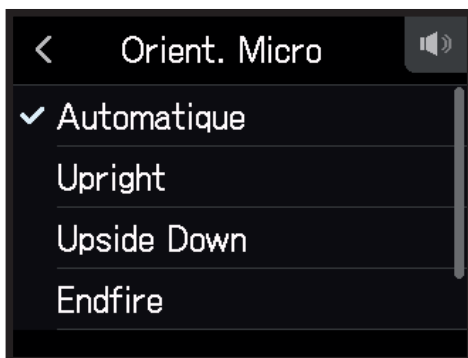 Orient. Micro
Automatique
Upright
Upside Down
Endfire